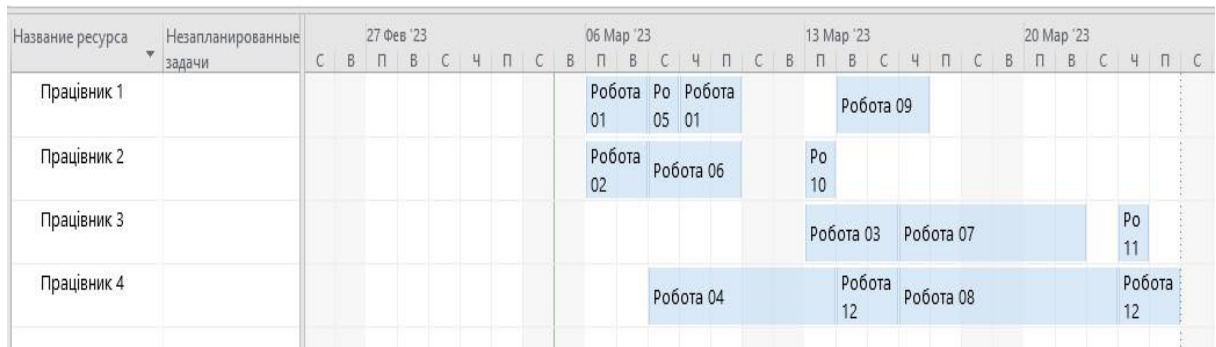 Название ресурса
Незапланированные
задачи
27 Фев '23
06 Мар '23
13 Мар '23
20 Мар '23
С В П В С Ч П С В П В С Ч П С В П В С Ч П С В П В С Ч П С
Працівник 1
Робота
01
Ро
05
Робота
01
Робота 09
Працівник 2
Робота
02
Робота 06
Ро
10
Працівник 3
Робота 03
Робота 07
Ро
11
Працівник 4
Робота 04
Робота
12
Робота 08
Робота
12